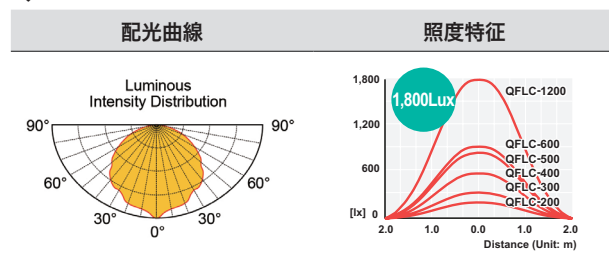 配光曲線
照度特征
Luminous
Intensity Distribution
90°
90°
60°
60°
30°
30°
0°
1,800
1,200
600
[lx] 0
1,800Lux
QFLC-1200
QFLC-600
QFLC-500
QFLC-400
QFLC-300
QFLC-200
2.0 1.0 0.0 1.0 2.0
Distance (Unit: m)